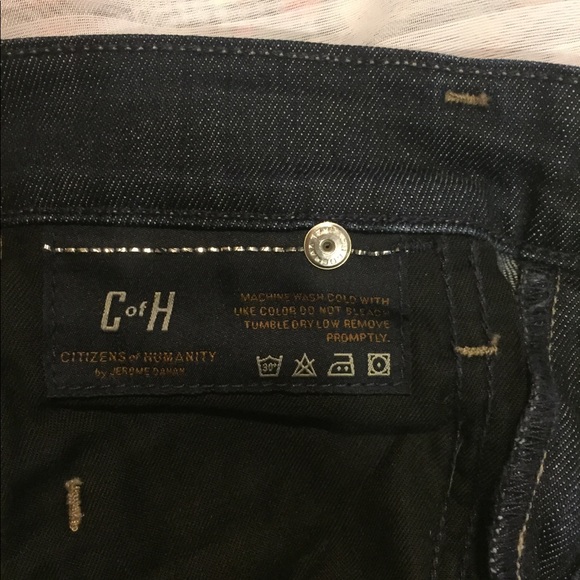 C of H
CITIZENS of HUMANITY
by JEROME DAHAN
MACHINE WASH COLD WITH
LIKE COLOR DO NOT BLEACH
TUMBLE DRY LOW REMOVE
PROMPTLY.
30°